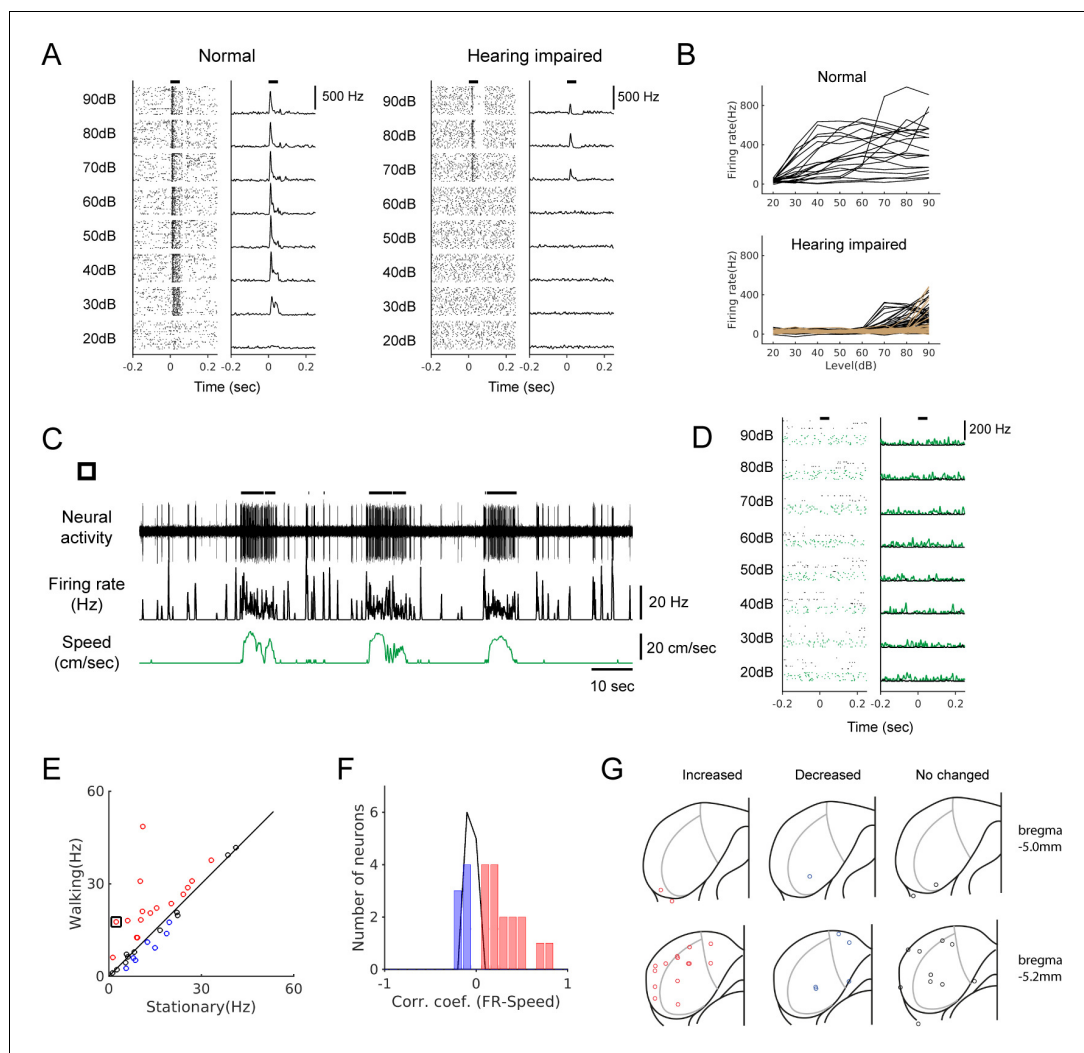 A
Normal
Hearing impaired
90dB
80dB
70dB
60dB
50dB
40dB
30dB
20dB
500 Hz
-0.2 0 0.2 -0.2 0 0.2
Time (sec)
90dB
80dB
70dB
60dB
50dB
40dB
30dB
20dB
500 Hz
-0.2 0 0.2 -0.2 0 0.2
Time (sec)
B
Normal
Firing rate(Hz)
800
400
0
20 30 40 50 60 70 80 90
Hearing impaired
Firing rate(Hz)
800
400
0
20 30 40 50 60 70 80 90
Level(dB)
C
Neural
activity
Firing rate
(Hz)
20 Hz
Speed
(cm/sec)
20 cm/sec
10 sec
D
90dB
80dB
70dB
60dB
50dB
40dB
30dB
20dB
200 Hz
-0.2 0 0.2 -0.2 0 0.2
Time (sec)
E
Walking(Hz)
60
30
0
0 30 60
Stationary(Hz)
F
Number of neurons
6
4
2
0
-1 0 1
Corr. coef. (FR-Speed)
G
Increased Decreased No changed
bregma
-5.0mm
bregma
-5.2mm